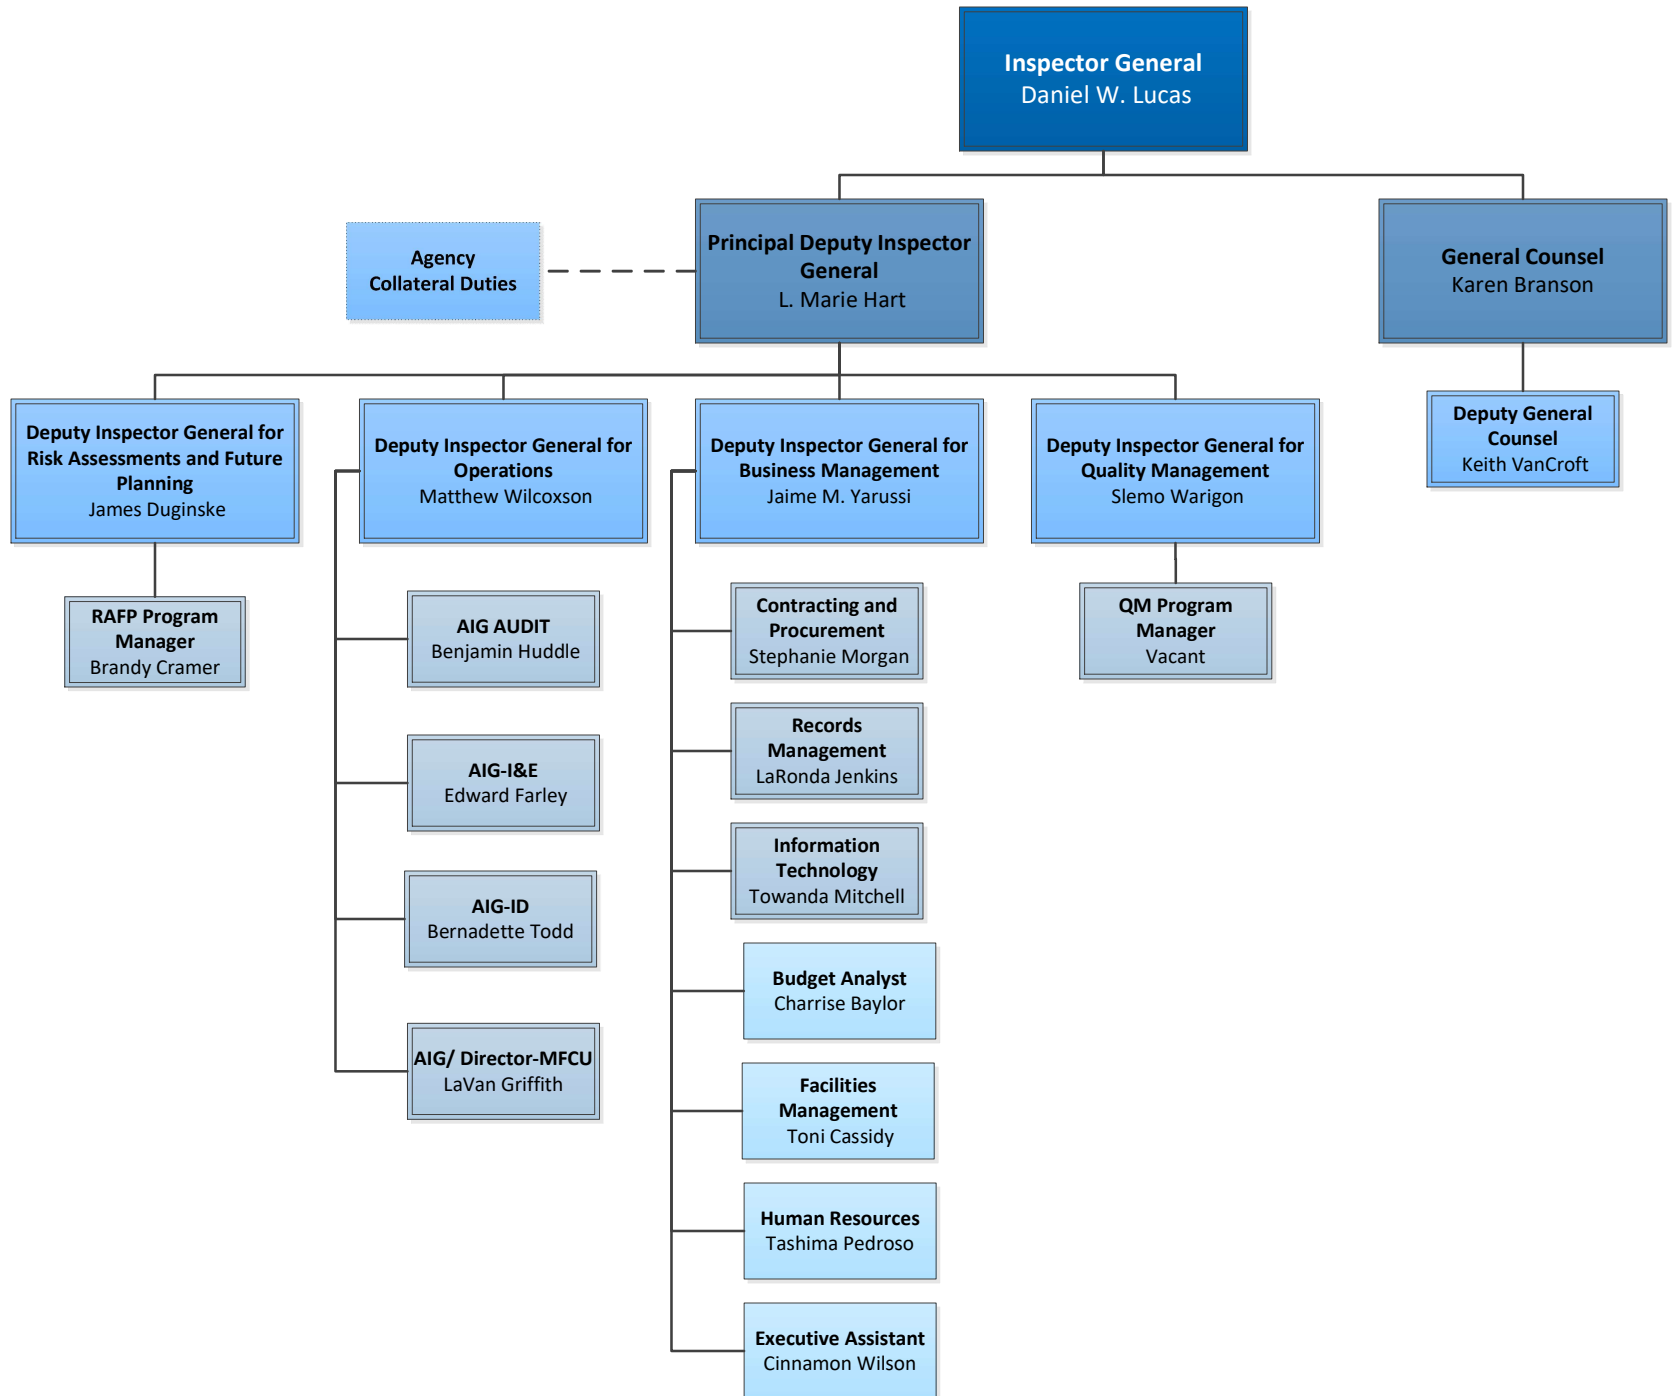 Inspector General
Daniel W. Lucas
Agency
Collateral Duties
Principal Deputy Inspector
General
L. Marie Hart
General Counsel
Karen Branson
Deputy Inspector General for
Risk Assessments and Future
Planning
James Duginske
Deputy Inspector General for
Operations
Matthew Wilcoxson
Deputy Inspector General for
Business Management
Jaime M. Yarussi
Deputy Inspector General for
Quality Management
Slemo Warigon
Deputy General
Counsel
Keith VanCroft
RAFP Program
Manager
Brandy Cramer
AIG AUDIT
Benjamin Huddle
AIG-I&E
Edward Farley
AIG-ID
Bernadette Todd
AIG/ Director-MFCU
LaVan Griffith
Contracting and
Procurement
Stephanie Morgan
Records
Management
LaRonda Jenkins
Information
Technology
Towanda Mitchell
Budget Analyst
Charrise Baylor
Facilities
Management
Toni Cassidy
Human Resources
Tashima Pedroso
Executive Assistant
Cinnamon Wilson
QM Program
Manager
Vacant